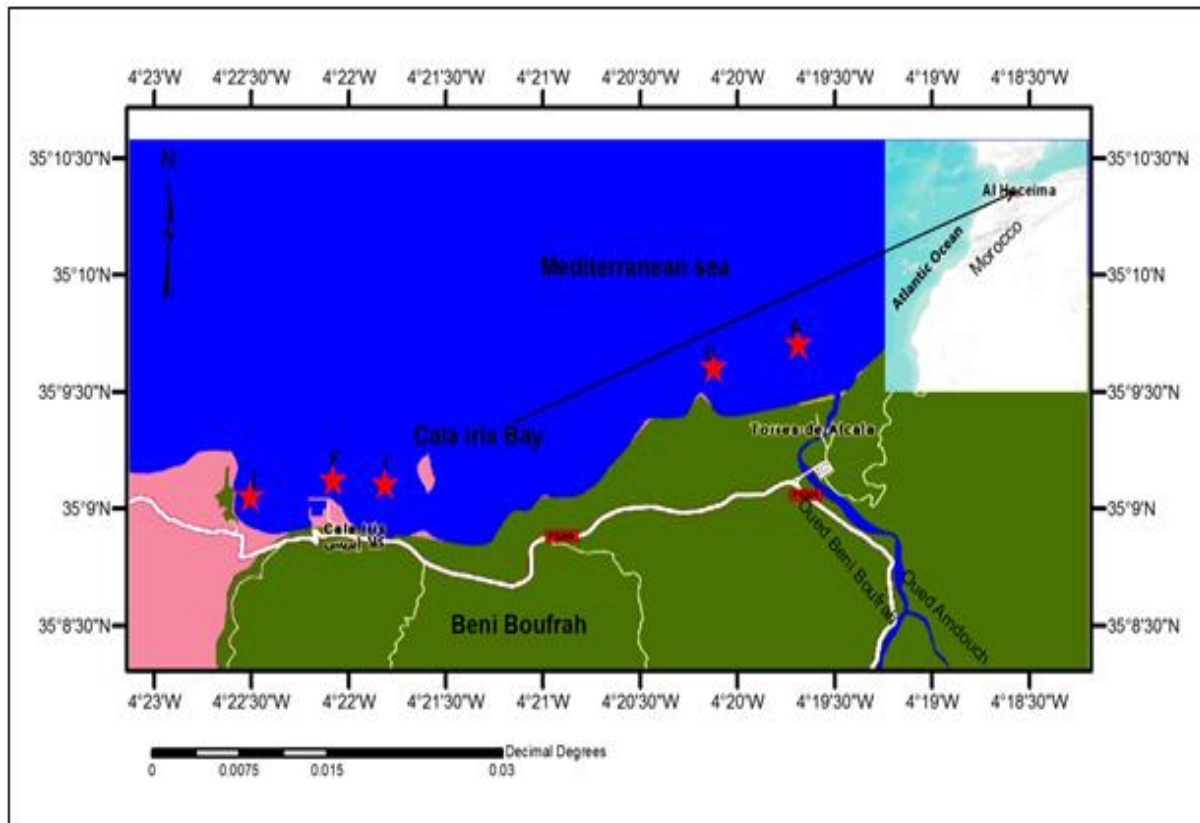 4°23'W 4°22'30"W 4°22'W 4°21'30"W 4°21'W 4°20'30"W 4°20'W 4°19'30"W 4°19'W 4°18'30"W
35°10'30"N 35°10'30"N
N
Al Hoceima
Atlantic Ocean
Morocco
Mediterranean sea
35°10'N 35°10'N
A
B
35°9'30"N 35°9'30"N
Cala Iris Bay
Torres de Alcala
35°9'N 35°9'N
Cala Iris
كلا ايريس
Oued Beni Boufrah
Oued Amdouch
Beni Boufrah
35°8'30"N 35°8'30"N
4°23'W 4°22'30"W 4°22'W 4°21'30"W 4°21'W 4°20'30"W 4°20'W 4°19'30"W 4°19'W 4°18'30"W
Decimal Degrees
0 0.0075 0.015 0.03